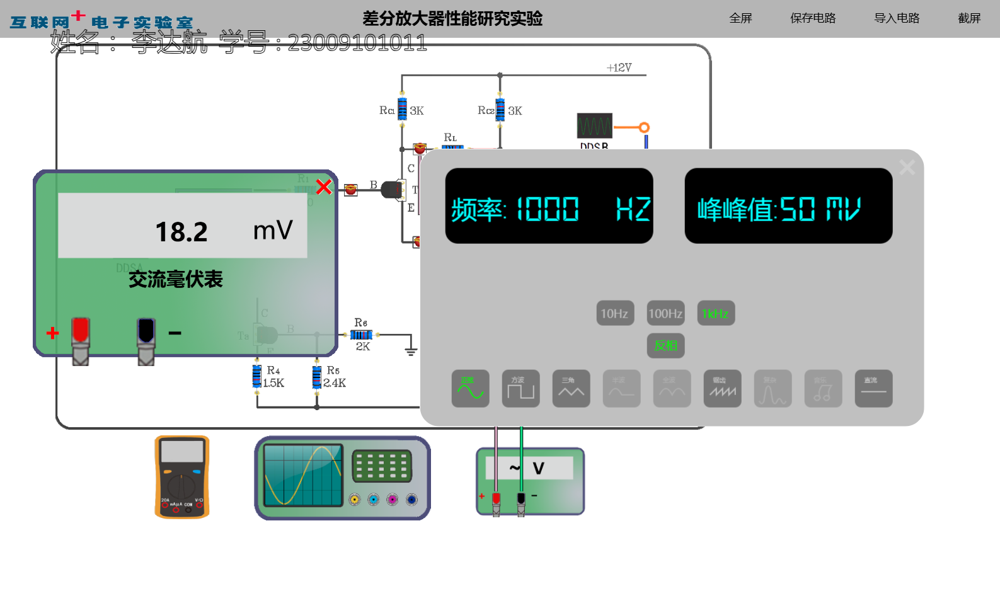 互联网+电子实验室
差分放大器性能研究实验
全屏
保存电路
导入电路
截屏
姓名：李达航 学号：23009101011
+12V
RC1 3K
RC2 3K
RL
DDSB
C
B
T
E
R1
0
18.2 mV
DDSA
交流毫伏表
+ −
频率:1000 HZ
峰峰值:50 MV
10Hz
100Hz
1kHz
反相
正弦
方波
三角
半波
全波
锯齿
复杂
音乐
直流
C
B
T3
E
R6
2K
R4
1.5K
R5
2.4K
20A
mAμA
COM
V/Ω
~ V
+ −